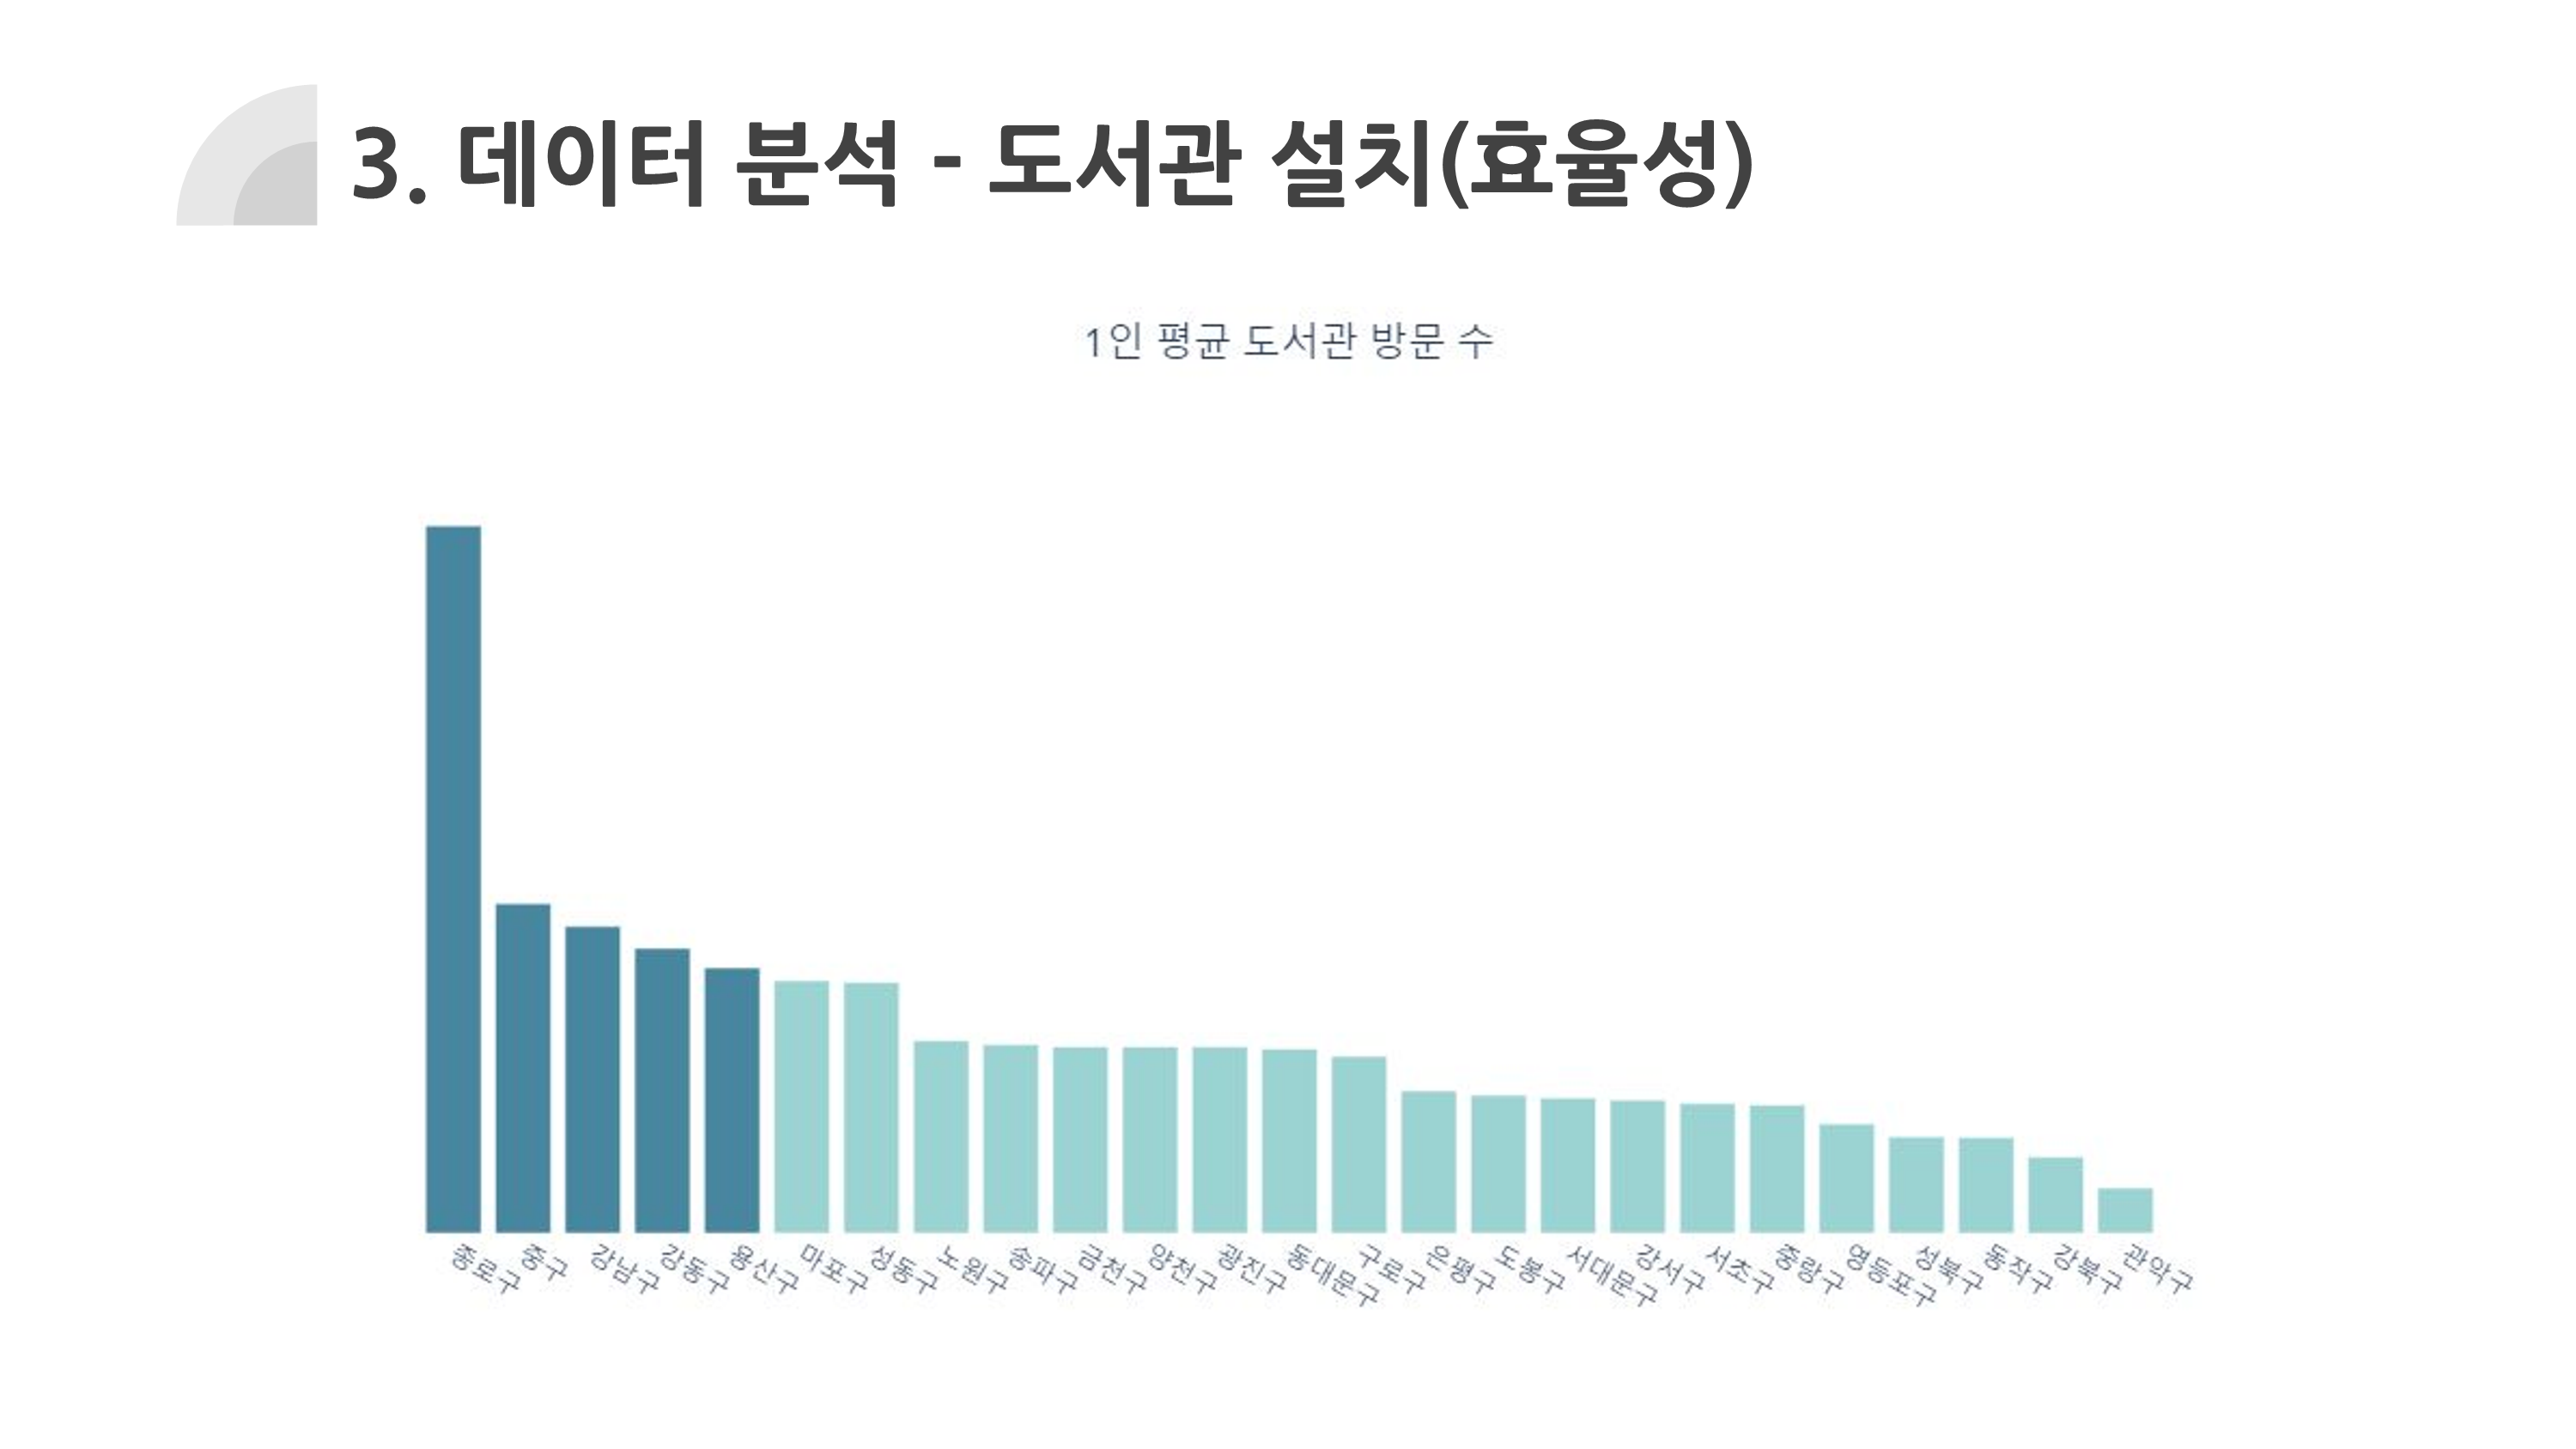 3. 데이터 분석 - 도서관 설치(효율성)
1인 평균 도서관 방문 수
종로구
중구
강남구
강동구
용산구
마포구
성동구
노원구
송파구
금천구
양천구
광진구
동대문구
구로구
은평구
도봉구
서대문구
강서구
서초구
중랑구
영등포구
성북구
동작구
강북구
관악구